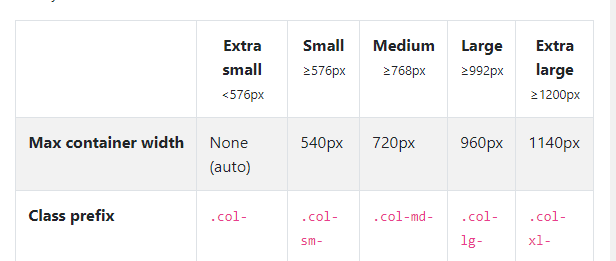 Extra small <576px
Small ≥576px
Medium ≥768px
Large ≥992px
Extra large ≥1200px
Max container width None (auto) 540px 720px 960px 1140px
Class prefix .col- .col-sm- .col-md- .col-lg- .col-xl-